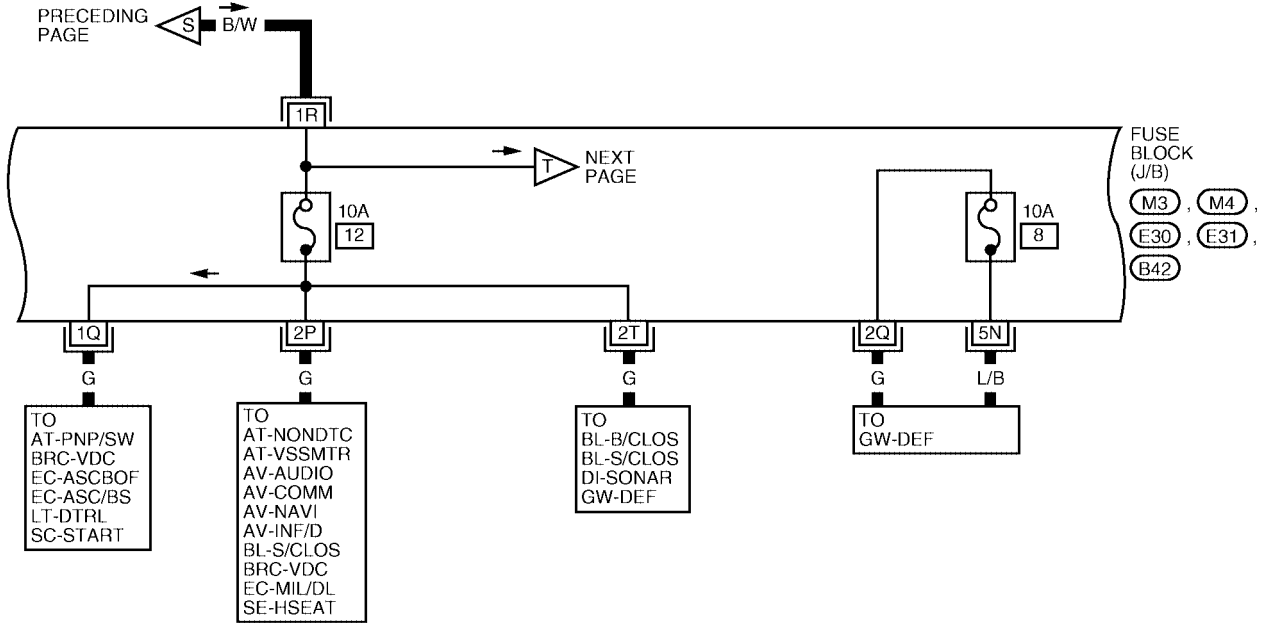 PRECEDING
PAGE
S
B/W
1R
T
NEXT
PAGE
10A
12
10A
8
FUSE
BLOCK
(J/B)
M3 , M4 ,
E30 , E31 ,
B42
1Q
2P
2T
2Q
5N
G
G
G
G
L/B
TO
AT-PNP/SW
BRC-VDC
EC-ASCBOF
EC-ASC/BS
LT-DTRL
SC-START
TO
AT-NONDTC
AT-VSSMTR
AV-AUDIO
AV-COMM
AV-NAVI
AV-INF/D
BL-S/CLOS
BRC-VDC
EC-MIL/DL
SE-HSEAT
TO
BL-B/CLOS
BL-S/CLOS
DI-SONAR
GW-DEF
TO
GW-DEF